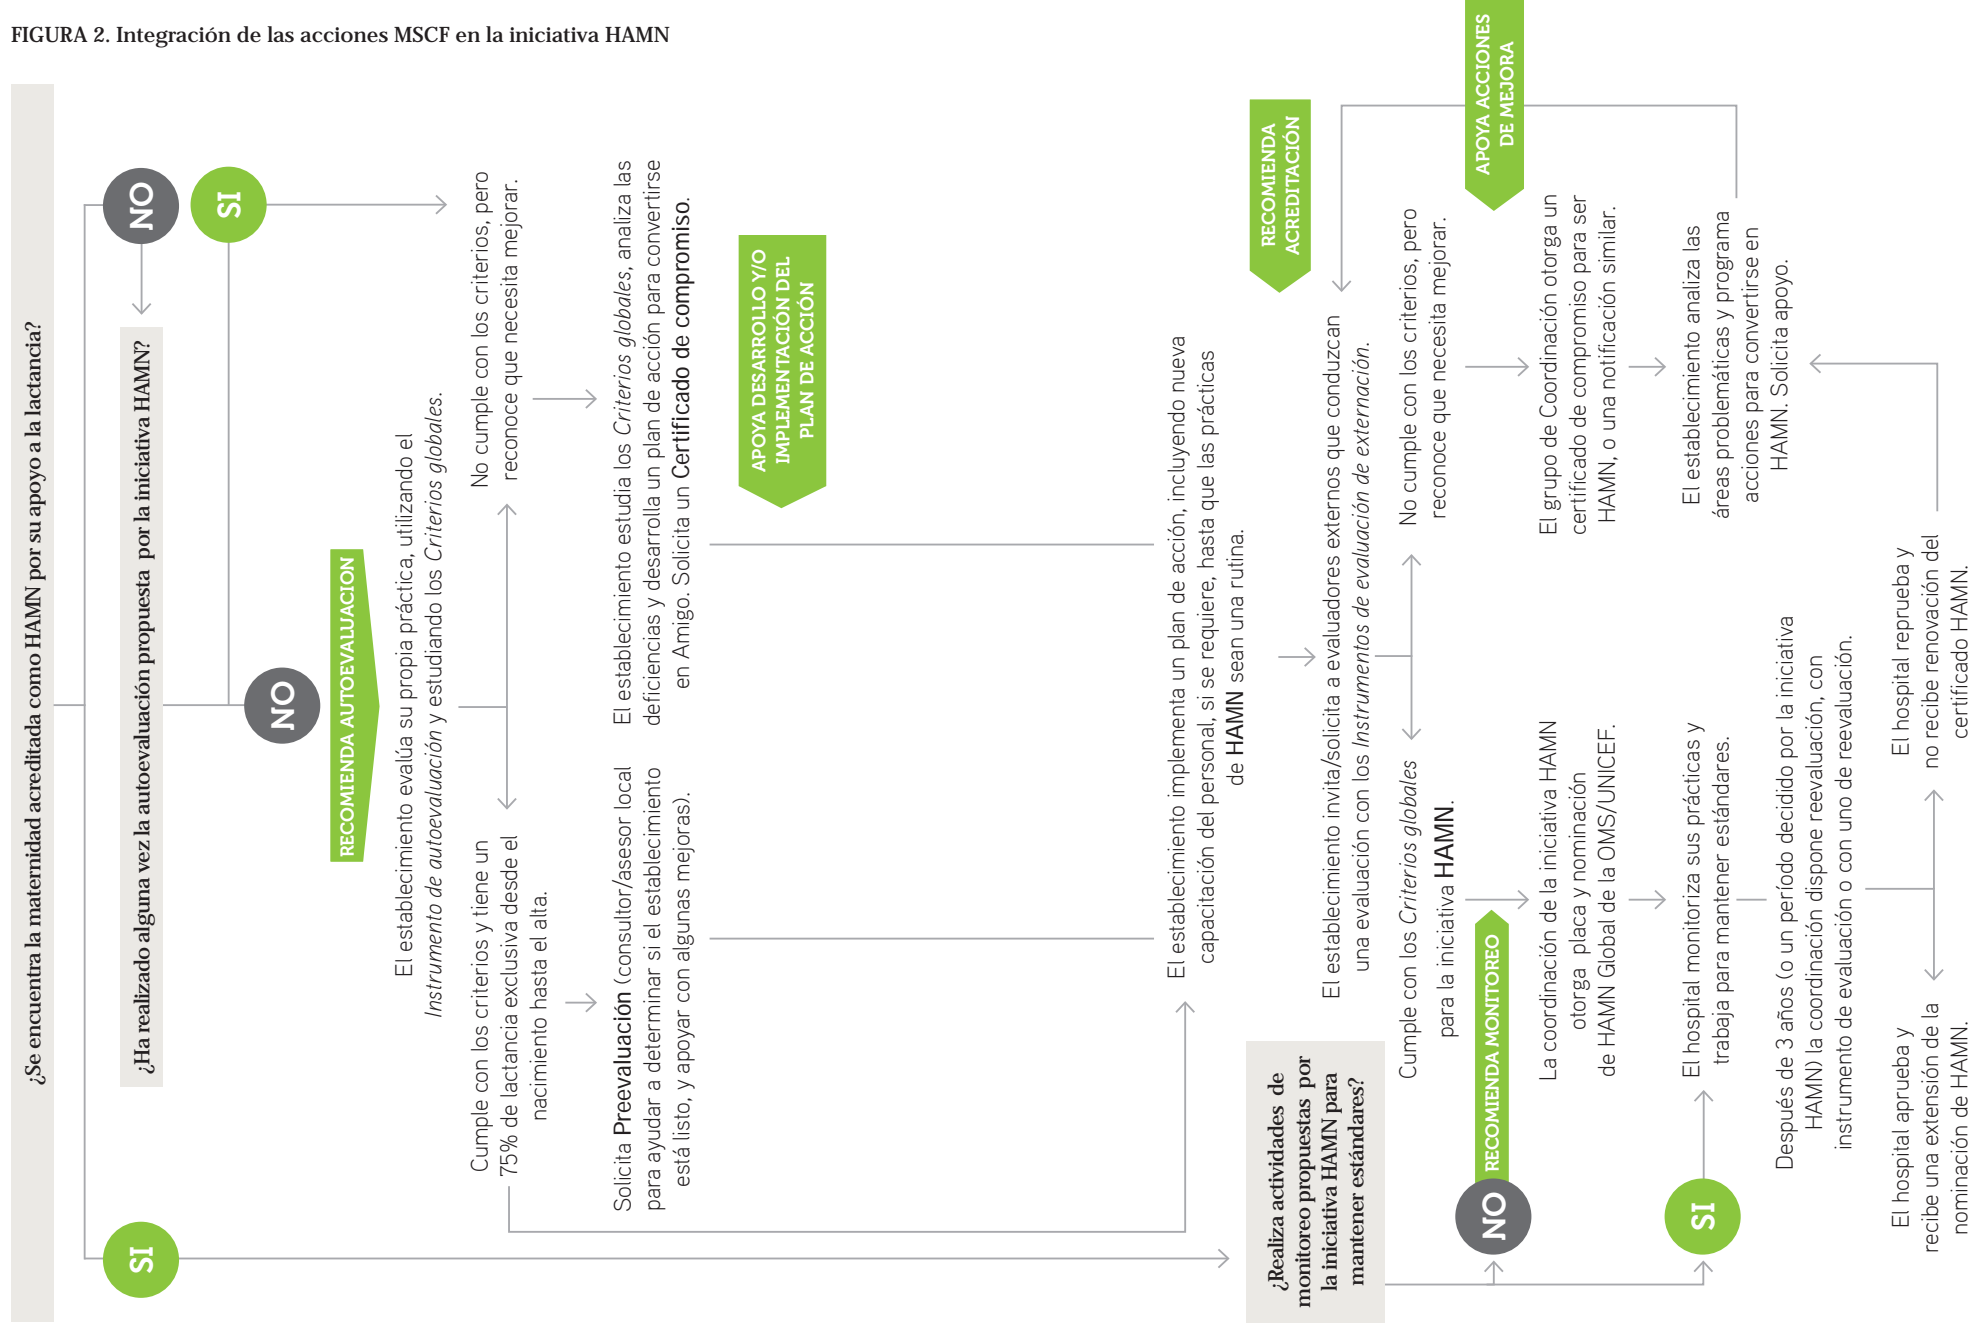 FIGURA 2. Integración de las acciones MSCF en la iniciativa HAMN
¿Se encuentra la maternidad acreditada como HAMN por su apoyo a la lactancia?
SI
NO
¿Ha realizado alguna vez la autoevaluación propuesta por la iniciativa HAMN?
SI
NO
RECOMIENDA AUTOEVALUACION
El establecimiento evalúa su propia práctica, utilizando el
Instrumento de autoevaluación y estudiando los Criterios globales.
Cumple con los criterios y tiene un
75% de lactancia exclusiva desde el
nacimiento hasta el alta.
No cumple con los criterios, pero
reconoce que necesita mejorar.
Solicita Preevaluación (consultor/asesor local
para ayudar a determinar si el establecimiento
está listo, y apoyar con algunas mejoras).
El establecimiento estudia los Criterios globales, analiza las
deficiencias y desarrolla un plan de acción para convertirse
en Amigo. Solicita un Certificado de compromiso.
APOYA DESARROLLO Y/O
IMPLEMENTACIÓN DEL
PLAN DE ACCIÓN
El establecimiento implementa un plan de acción, incluyendo nueva
capacitación del personal, si se requiere, hasta que las prácticas
de HAMN sean una rutina.
RECOMIENDA
ACREDITACIÓN
El establecimiento invita/solicita a evaluadores externos que conduzcan
una evaluación con los Instrumentos de evaluación de externación.
¿Realiza actividades de
monitoreo propuestas por
la iniciativa HAMN para
mantener estándares?
Cumple con los Criterios globales
para la iniciativa HAMN.
No cumple con los criterios, pero
reconoce que necesita mejorar.
NO
RECOMIENDA MONITOREO
APOYA ACCIONES
DE MEJORA
La coordinación de la iniciativa HAMN
otorga placa y nominación
de HAMN Global de la OMS/UNICEF.
El grupo de Coordinación otorga un
certificado de compromiso para ser
HAMN, o una notificación similar.
SI
El hospital monitoriza sus prácticas y
trabaja para mantener estándares.
El establecimiento analiza las
áreas problemáticas y programa
acciones para convertirse en
HAMN. Solicita apoyo.
Después de 3 años (o un período decidido por la iniciativa
HAMN) la coordinación dispone reevaluación, con
instrumento de evaluación o con uno de reevaluación.
El hospital aprueba y
recibe una extensión de la
nominación de HAMN.
El hospital reprueba y
no recibe renovación del
certificado HAMN.